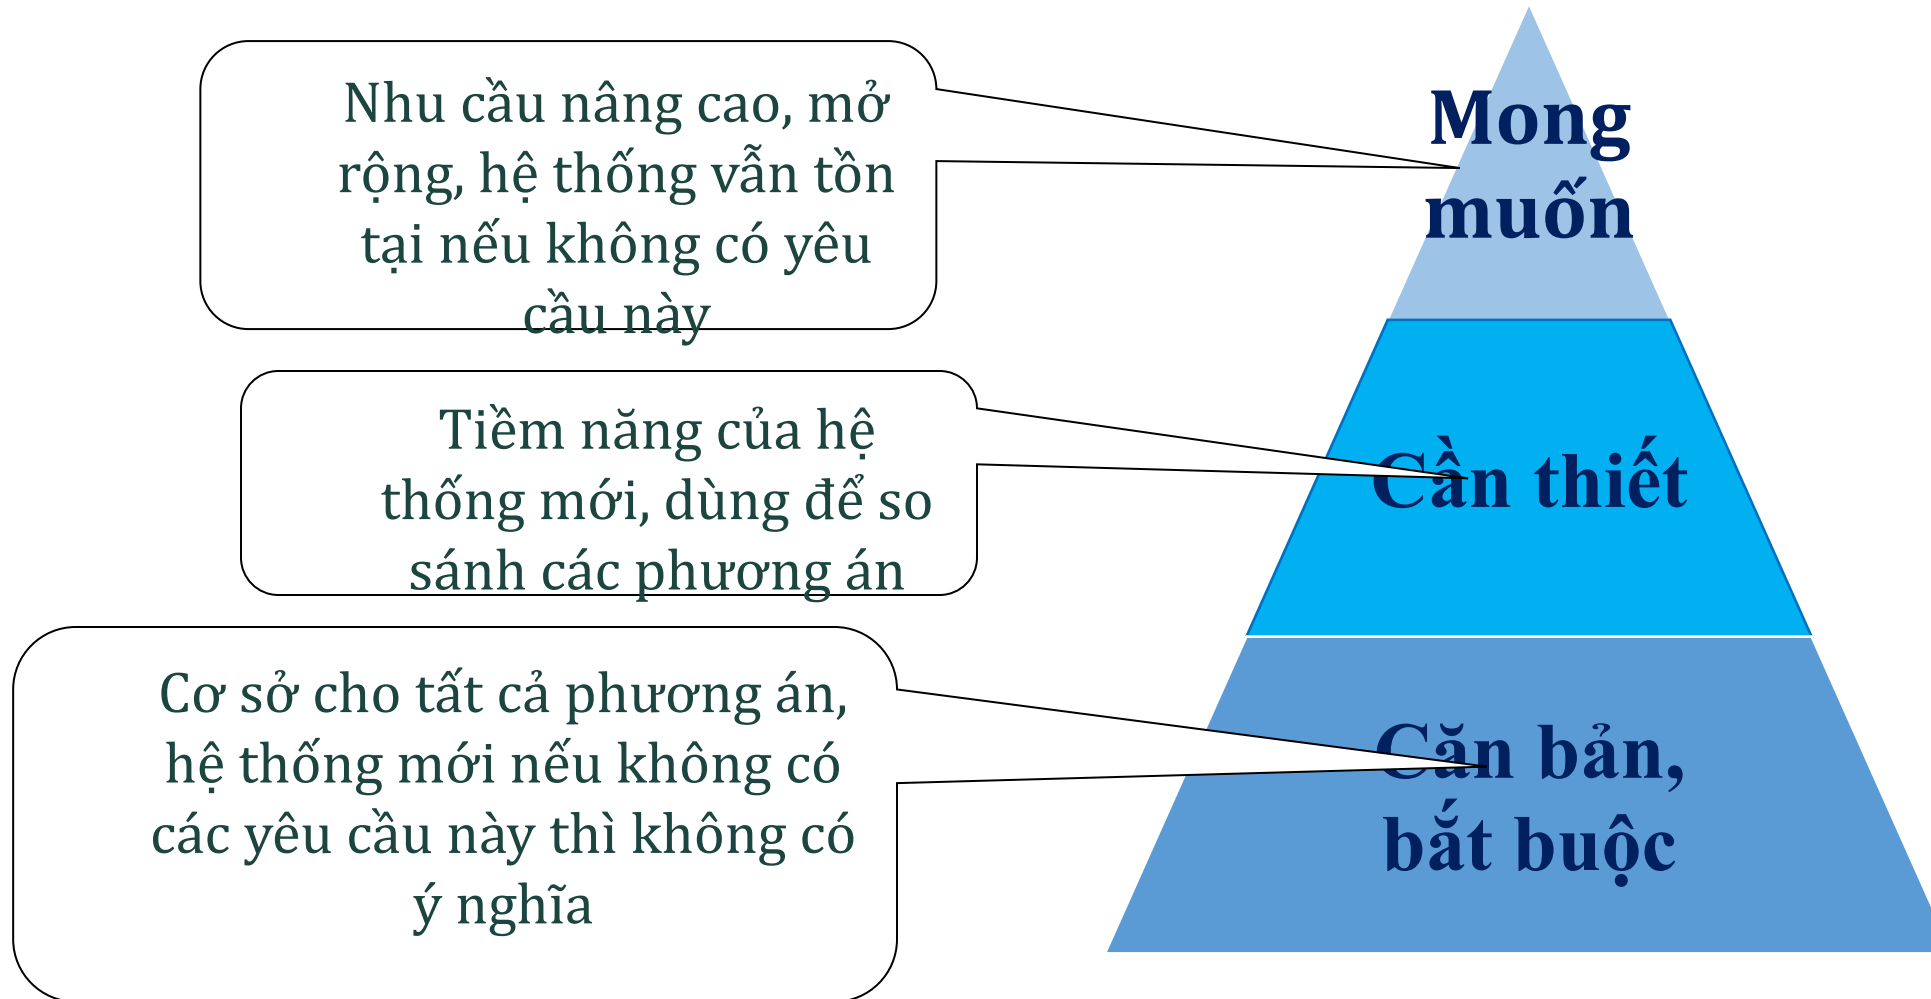 Nhu cầu nâng cao, mở
rộng, hệ thống vẫn tồn
tại nếu không có yêu
cầu này
Mong
muốn
Tiềm năng của hệ
thống mới, dùng để so
sánh các phương án
Cần thiết
Cơ sở cho tất cả phương án,
hệ thống mới nếu không có
các yêu cầu này thì không có
ý nghĩa
Căn bản,
bắt buộc